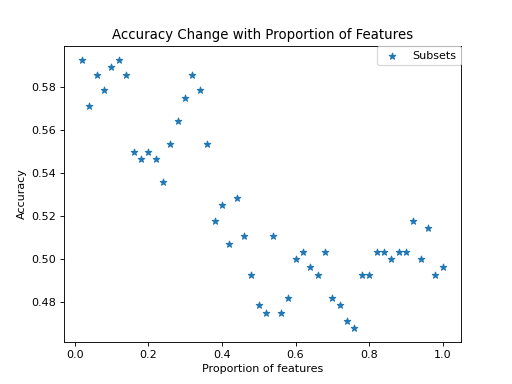 Accuracy Change with Proportion of Features
Subsets
0.58
0.56
0.54
0.52
0.50
0.48
Accuracy
0.0 0.2 0.4 0.6 0.8 1.0
Proportion of features